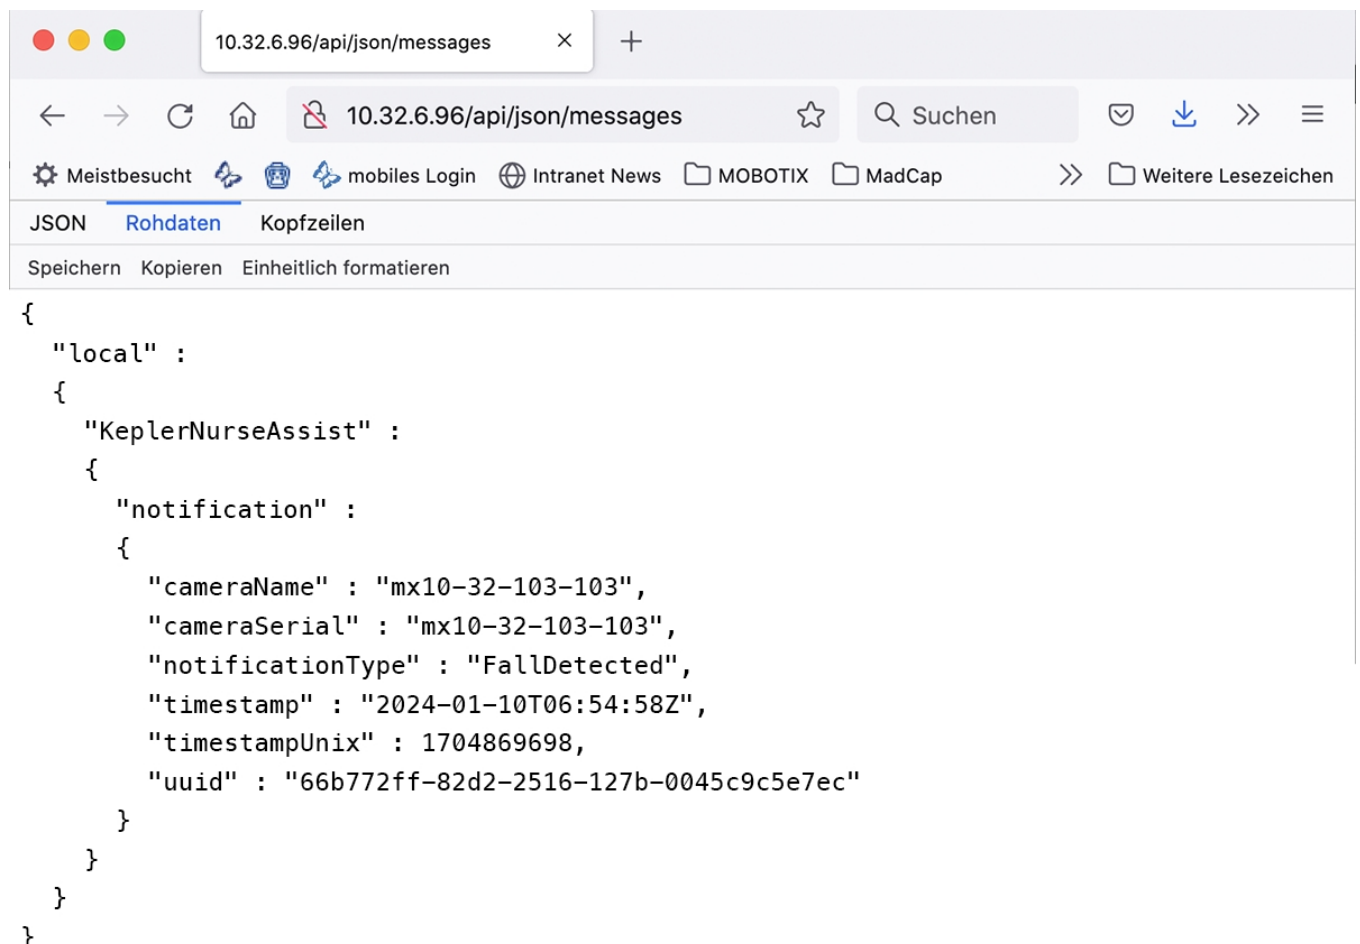 10.32.6.96/api/json/messages
10.32.6.96/api/json/messages Suchen
Meistbesucht mobiles Login Intranet News MOBOTIX MadCap Weitere Lesezeichen
JSON Rohdaten Kopfzeilen
Speichern Kopieren Einheitlich formatieren
{
  "local" :
  {
    "KeplerNurseAssist" :
    {
      "notification" :
      {
        "cameraName" : "mx10-32-103-103",
        "cameraSerial" : "mx10-32-103-103",
        "notificationType" : "FallDetected",
        "timestamp" : "2024-01-10T06:54:58Z",
        "timestampUnix" : 1704869698,
        "uuid" : "66b772ff-82d2-2516-127b-0045c9c5e7ec"
      }
    }
  }
}